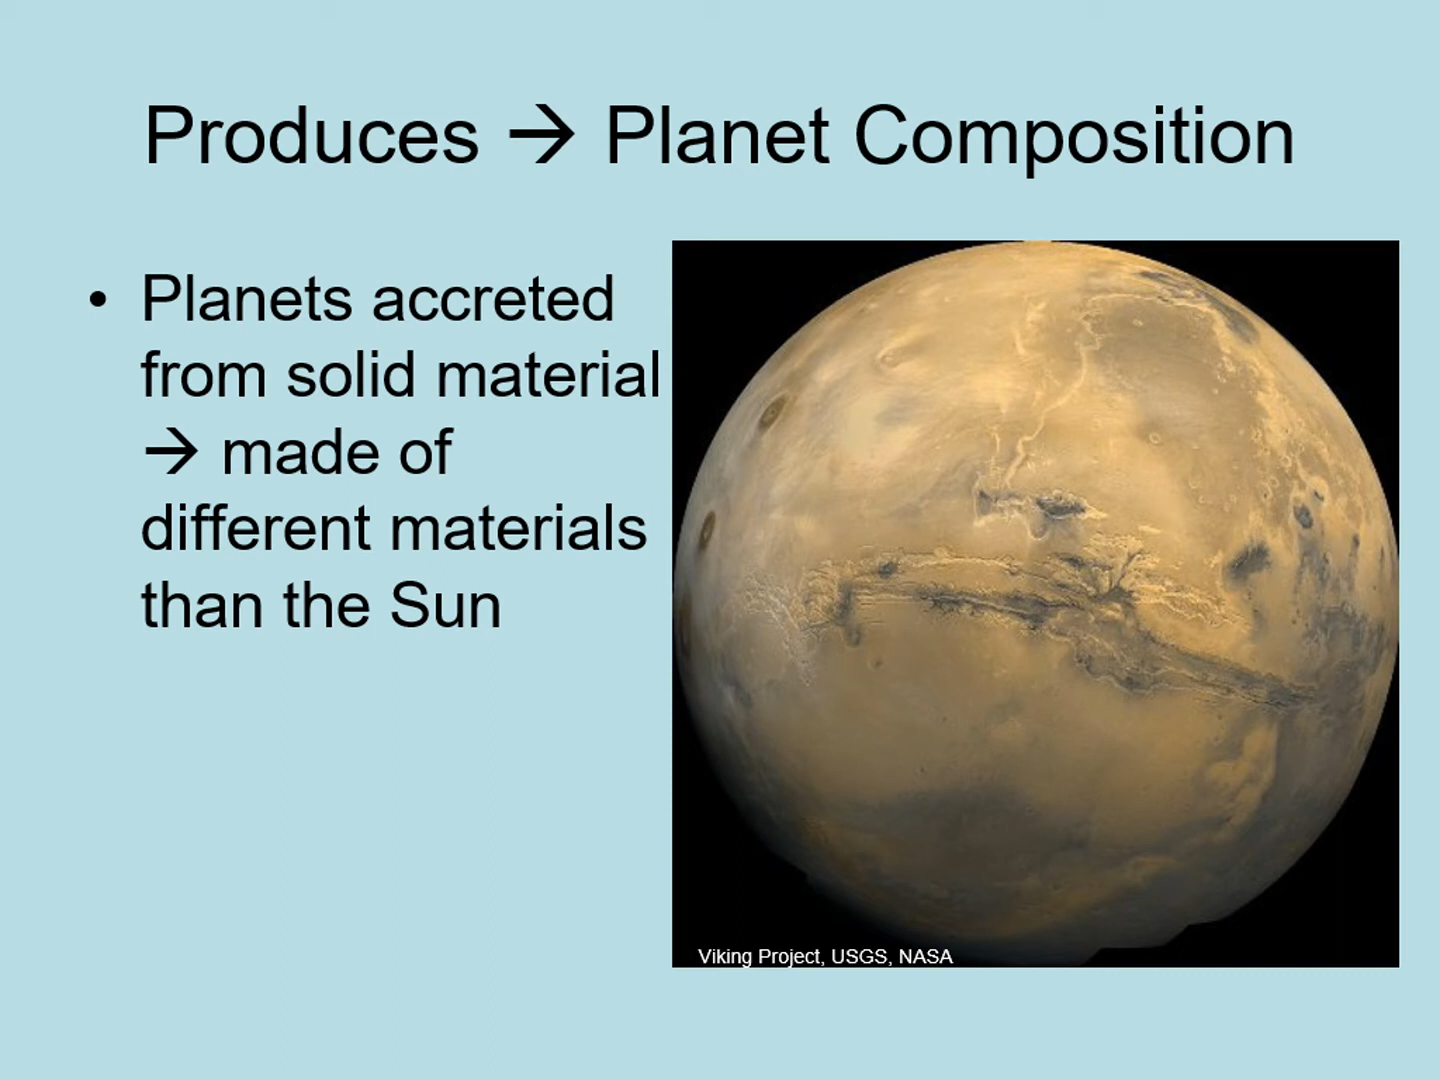 Produces → Planet Composition
• Planets accreted
from solid material
→ made of
different materials
than the Sun
Viking Project, USGS, NASA